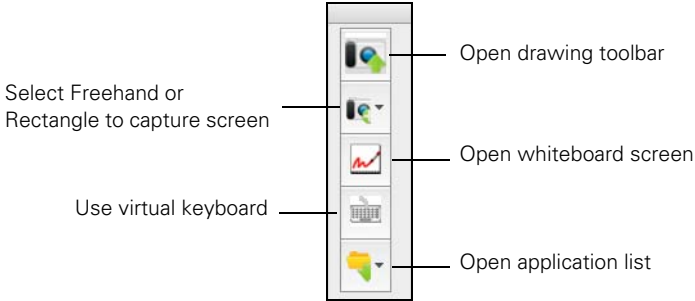 Open drawing toolbar
Select Freehand or
Rectangle to capture screen
Open whiteboard screen
Use virtual keyboard
Open application list